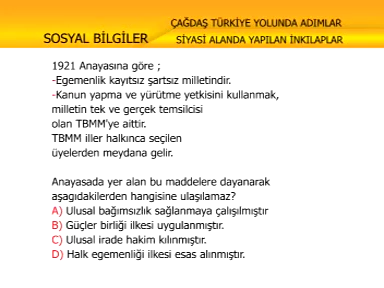 ÇAĞDAŞ TÜRKİYE YOLUNDA ADIMLAR
SOSYAL BİLGİLER SİYASİ ALANDA YAPILAN İNKILAPLAR
1921 Anayasına göre ;
-Egemenlik kayıtsız şartsız milletindir.
-Kanun yapma ve yürütme yetkisini kullanmak,
milletin tek ve gerçek temsilcisi
olan TBMM'ye aittir.
TBMM iller halkınca seçilen
üyelerden meydana gelir.
Anayasada yer alan bu maddelere dayanarak
aşagıdakilerden hangisine ulaşılamaz?
A) Ulusal bağımsızlık sağlanmaya çalışılmıştır
B) Güçler birliği ilkesi uygulanmıştır.
C) Ulusal irade hakim kılınmıştır.
D) Halk egemenliği ilkesi esas alınmıştır.